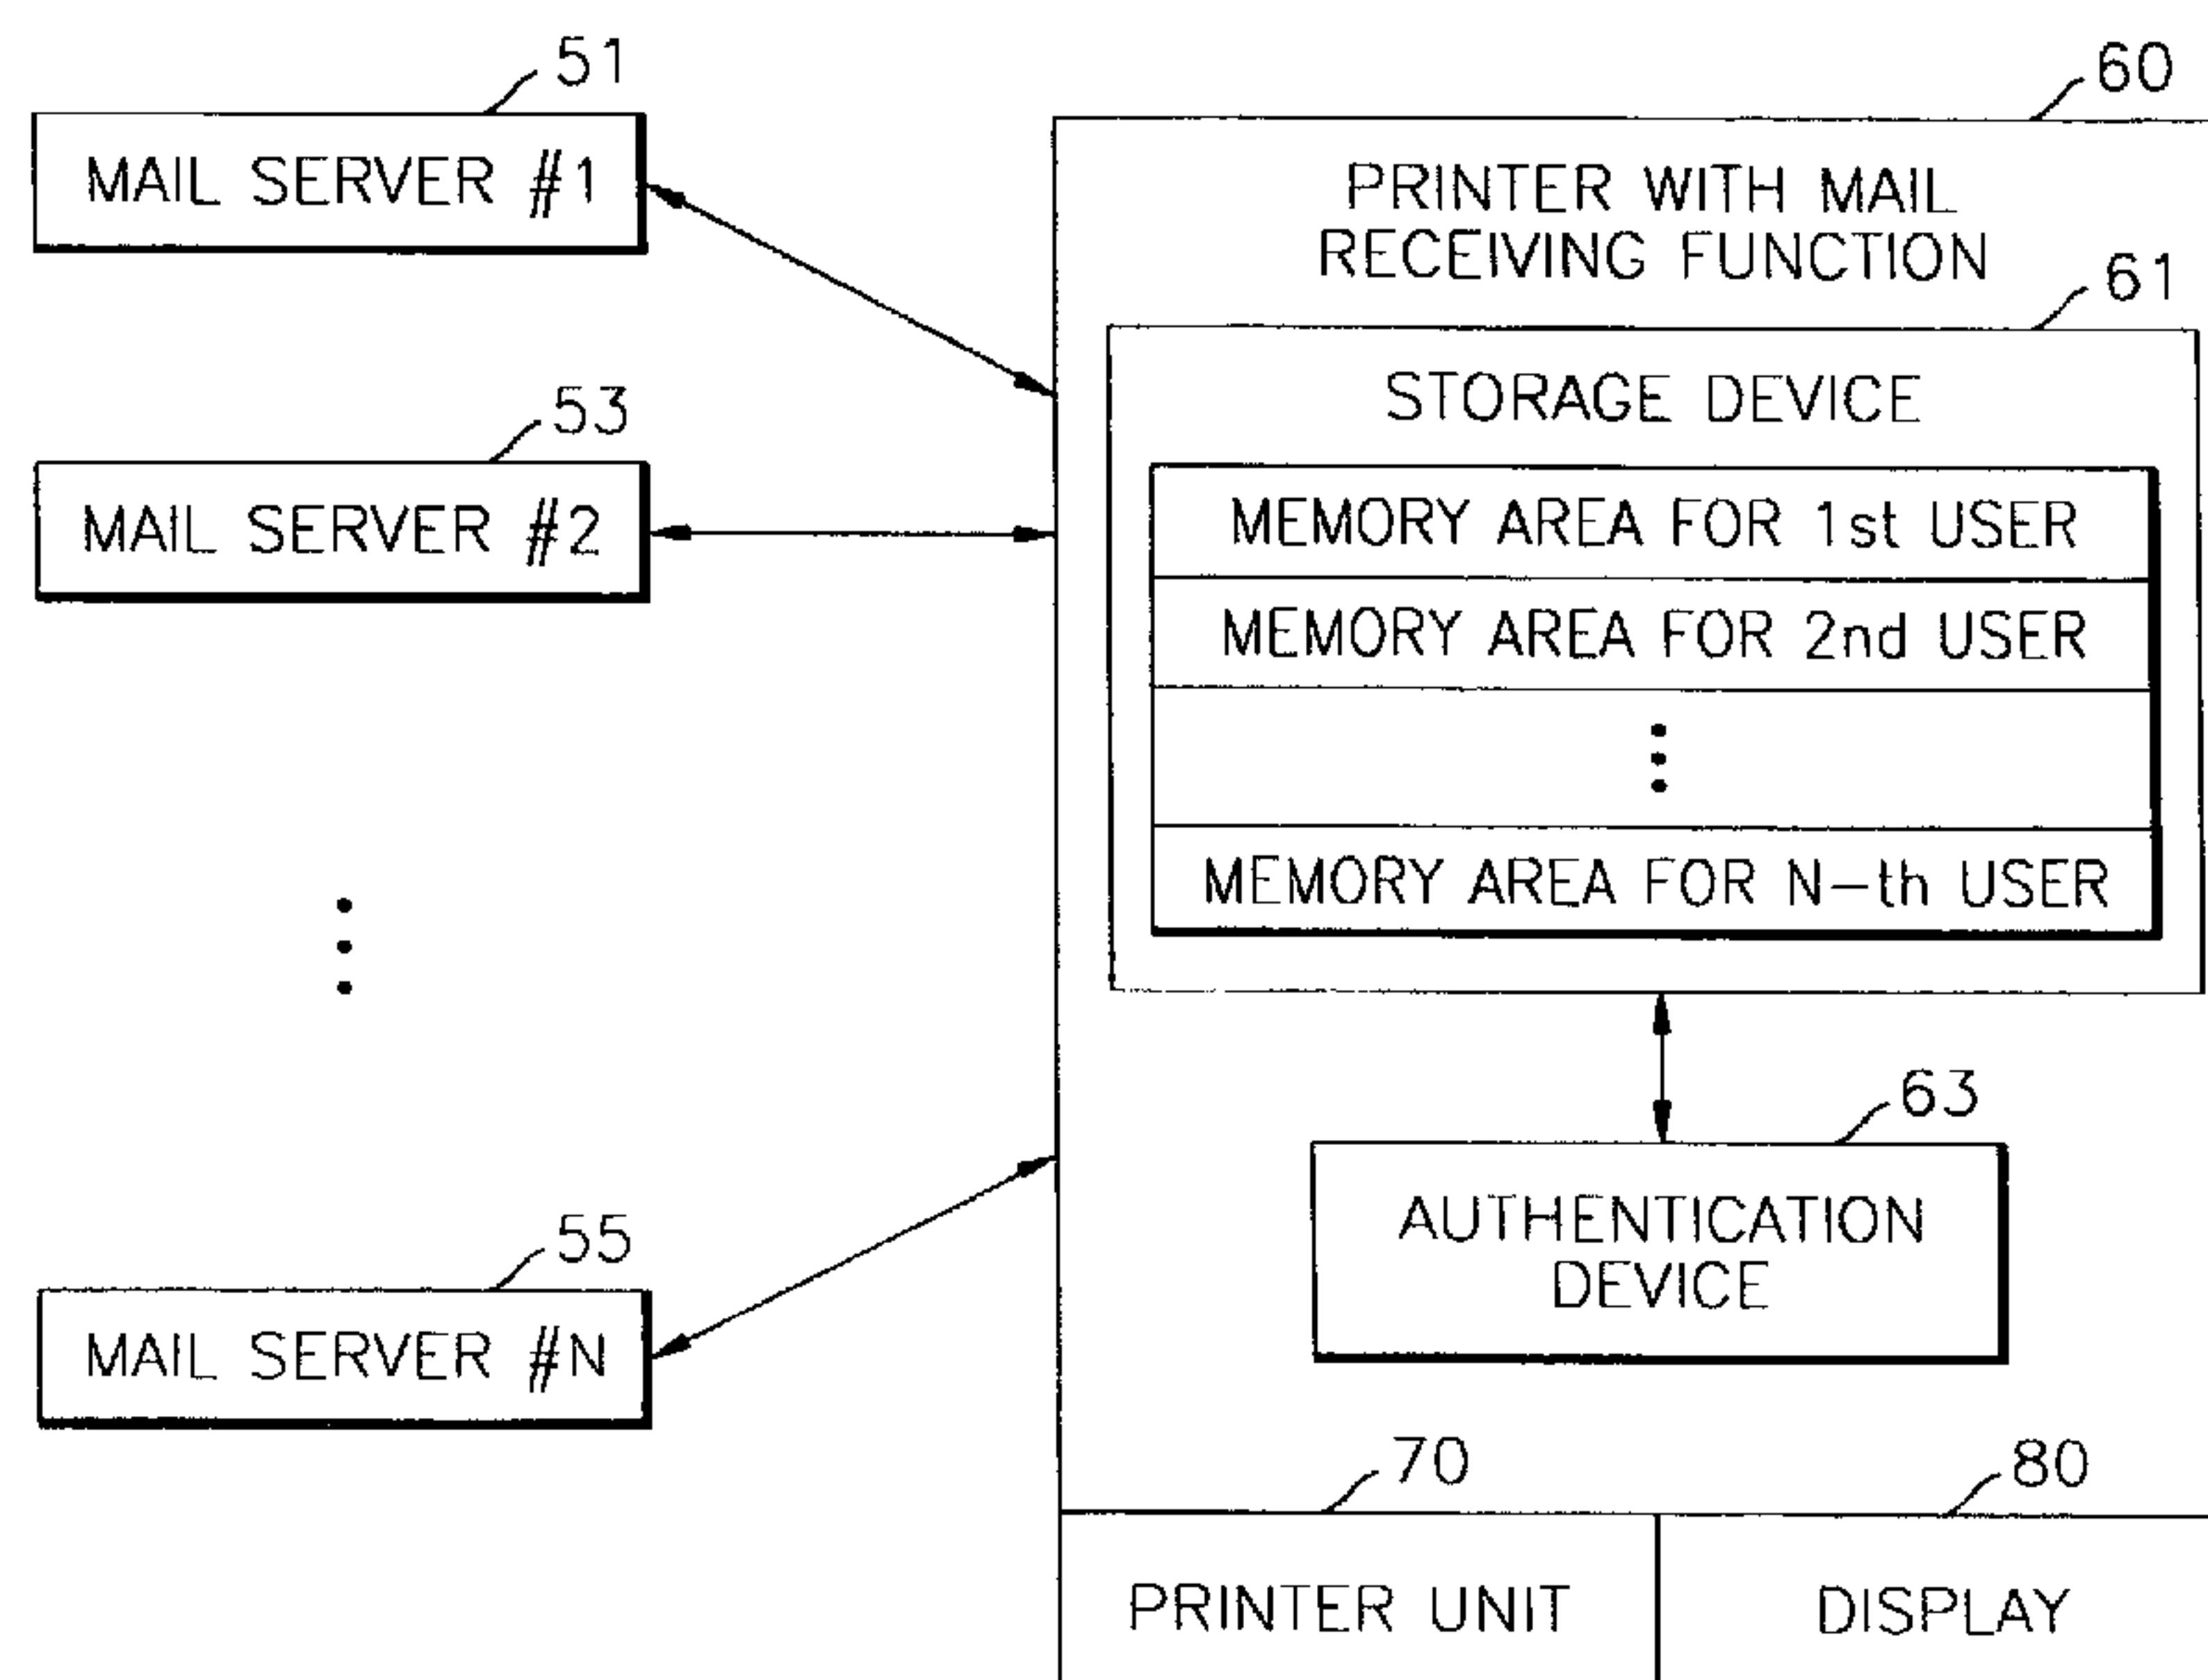 51
MAIL SERVER #1
53
MAIL SERVER #2
55
MAIL SERVER #N
60
PRINTER WITH MAIL
RECEIVING FUNCTION
61
STORAGE DEVICE
MEMORY AREA FOR 1st USER
MEMORY AREA FOR 2nd USER
MEMORY AREA FOR N-th USER
63
AUTHENTICATION
DEVICE
70
PRINTER UNIT
80
DISPLAY